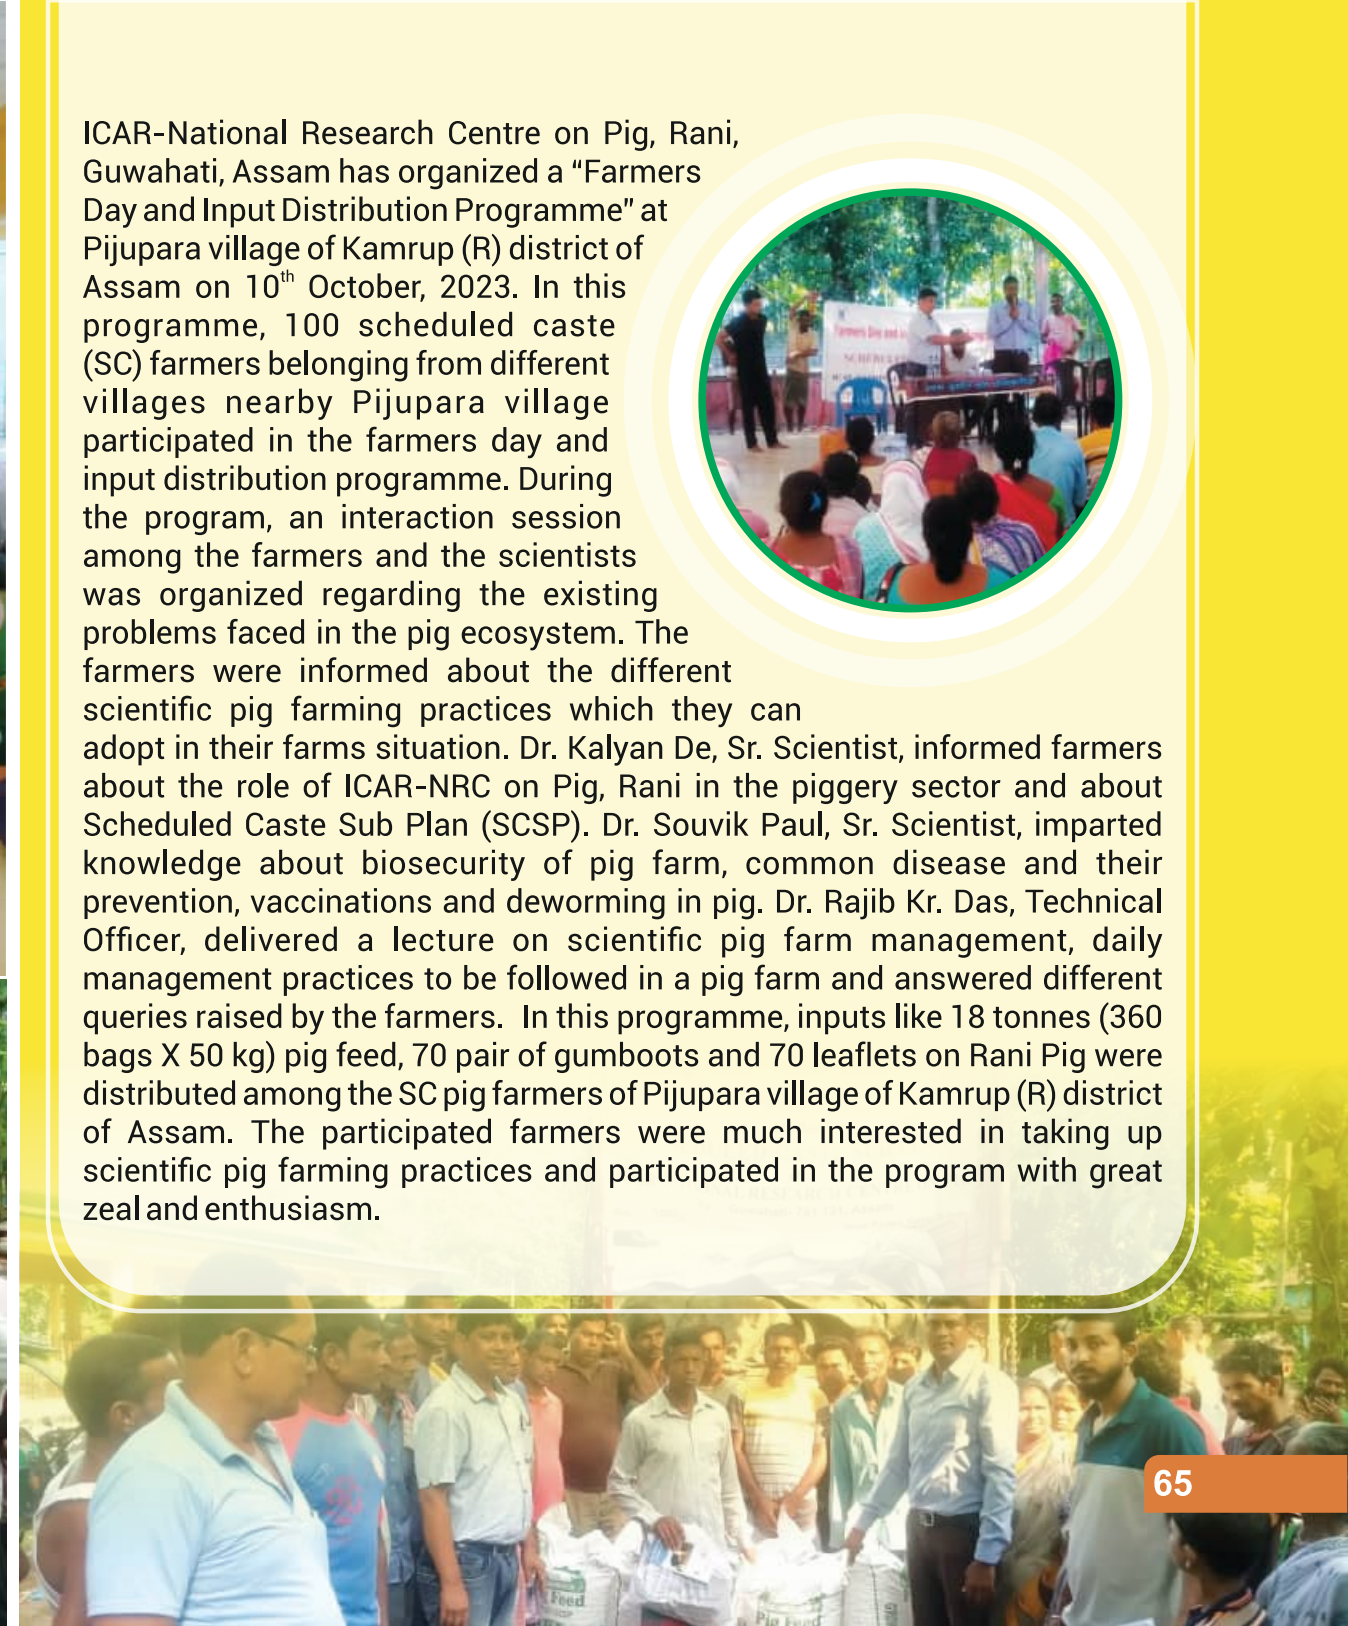 ICAR-National Research Centre on Pig, Rani,
Guwahati, Assam has organized a “Farmers
Day and Input Distribution Programme" at
Pijupara village of Kamrup (R) district of
Assam on 10th October, 2023. In this
programme, 100 scheduled caste
(SC) farmers belonging from different
villages nearby Pijupara village
participated in the farmers day and
input distribution programme. During
the program, an interaction session
among the farmers and the scientists
was organized regarding the existing
problems faced in the pig ecosystem. The
farmers were informed about the different
scientific pig farming practices which they can
adopt in their farms situation. Dr. Kalyan De, Sr. Scientist, informed farmers
about the role of ICAR-NRC on Pig, Rani in the piggery sector and about
Scheduled Caste Sub Plan (SCSP). Dr. Souvik Paul, Sr. Scientist, imparted
knowledge about biosecurity of pig farm, common disease and their
prevention, vaccinations and deworming in pig. Dr. Rajib Kr. Das, Technical
Officer, delivered a lecture on scientific pig farm management, daily
management practices to be followed in a pig farm and answered different
queries raised by the farmers. In this programme, inputs like 18 tonnes (360
bags X 50 kg) pig feed, 70 pair of gumboots and 70 leaflets on Rani Pig were
distributed among the SC pig farmers of Pijupara village of Kamrup (R) district
of Assam. The participated farmers were much interested in taking up
scientific pig farming practices and participated in the program with great
zeal and enthusiasm.
65
Feed
Pig Feed